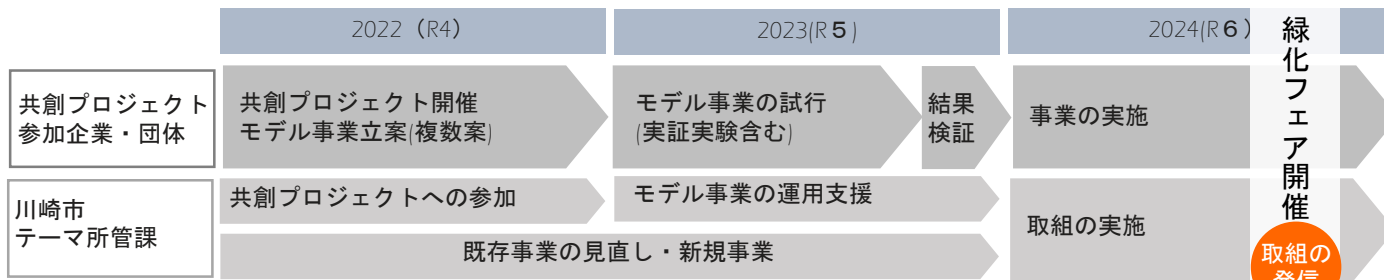 2022（R4）
2023(R５)
2024(R６)
共創プロジェクト
参加企業・団体
共創プロジェクト開催
モデル事業立案(複数案)
モデル事業の試行
(実証実験含む)
結果
検証
事業の実施
緑化フェア開催
川崎市
テーマ所管課
共創プロジェクトへの参加
モデル事業の運用支援
既存事業の見直し・新規事業
取組の実施
取組の
発信